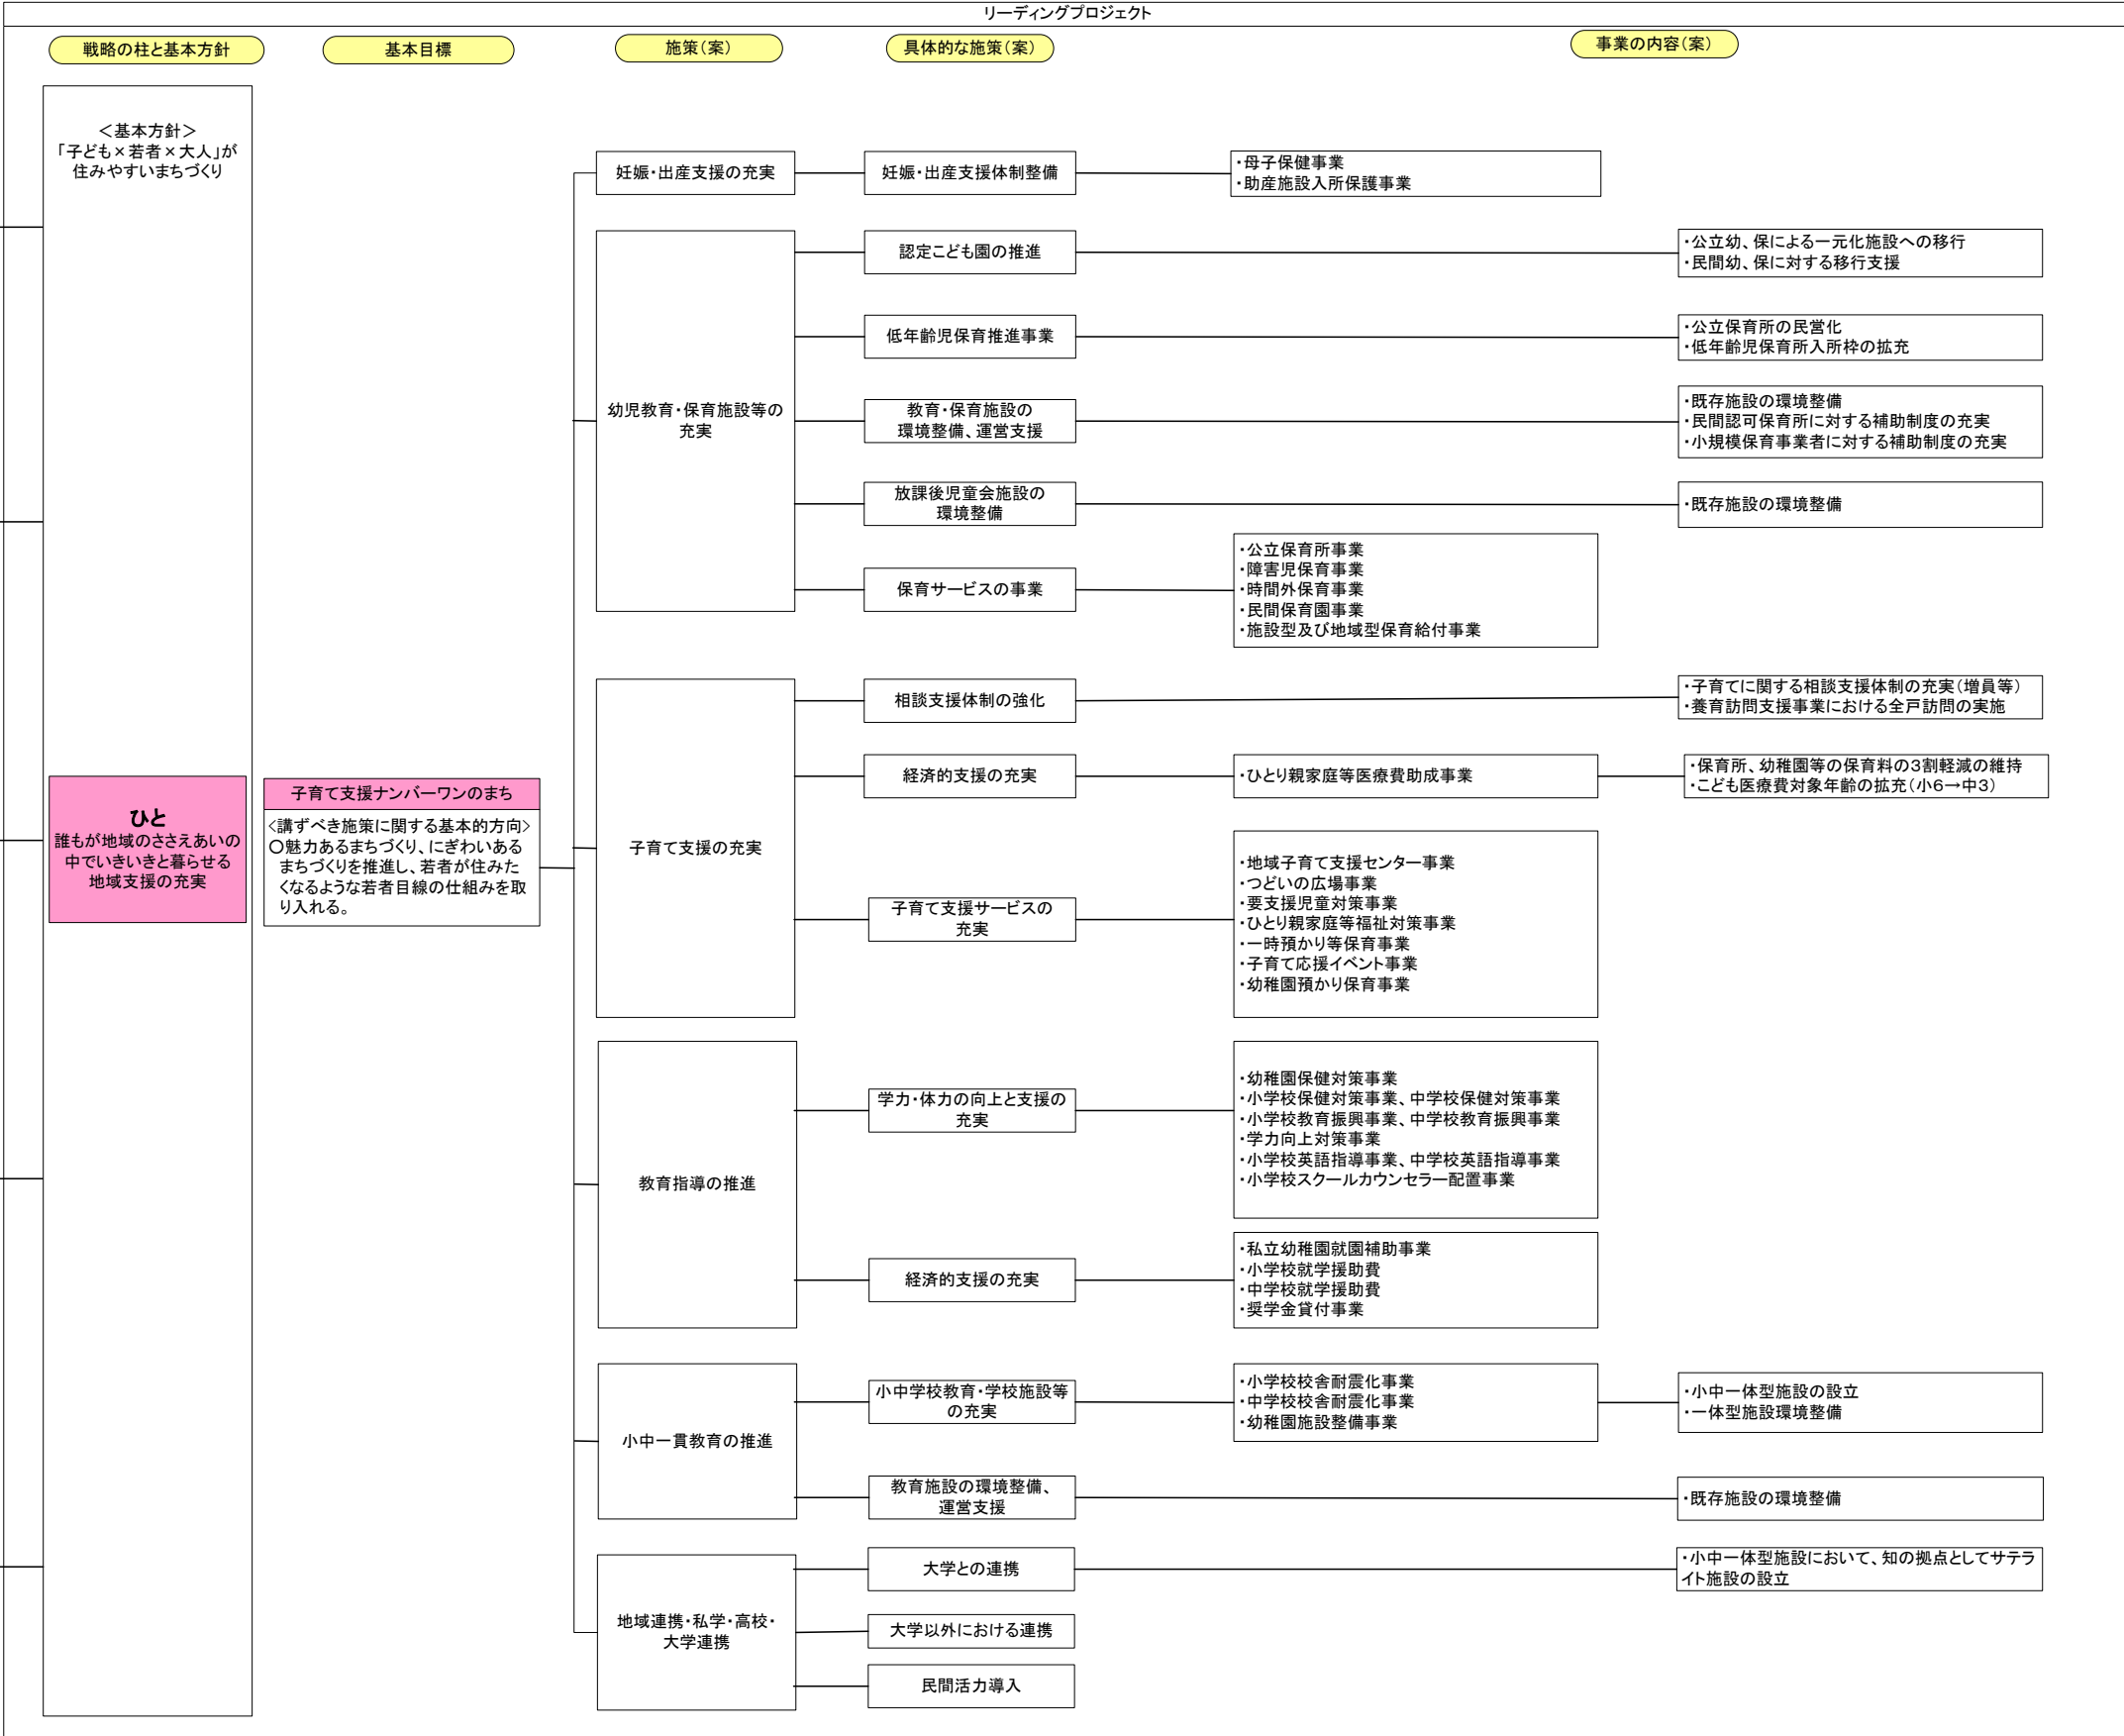 リーディングプロジェクト
戦略の柱と基本方針
基本目標
施策(案)
具体的な施策(案)
事業の内容(案)
<基本方針>
「子ども×若者×大人」が
住みやすいまちづくり
ひと
誰もが地域のささえあいの
中でいきいきと暮らせる
地域支援の充実
子育て支援ナンバーワンのまち
<講ずべき施策に関する基本的方向>
○魅力あるまちづくり、にぎわいある
まちづくりを推進し、若者が住みた
くなるような若者目線の仕組みを取
り入れる。
妊娠・出産支援の充実
妊娠・出産支援体制整備
・母子保健事業
・助産施設入所保護事業
幼児教育・保育施設等の
充実
認定こども園の推進
・公立幼、保による一元化施設への移行
・民間幼、保に対する移行支援
低年齢児保育推進事業
・公立保育所の民営化
・低年齢児保育所入所枠の拡充
教育・保育施設の
環境整備、運営支援
・既存施設の環境整備
・民間認可保育所に対する補助制度の充実
・小規模保育事業者に対する補助制度の充実
放課後児童会施設の
環境整備
・既存施設の環境整備
保育サービスの事業
・公立保育所事業
・障害児保育事業
・時間外保育事業
・民間保育園事業
・施設型及び地域型保育給付事業
子育て支援の充実
相談支援体制の強化
・子育てに関する相談支援体制の充実(増員等)
・養育訪問支援事業における全戸訪問の実施
経済的支援の充実
・ひとり親家庭等医療費助成事業
・保育所、幼稚園等の保育料の3割軽減の維持
・こども医療費対象年齢の拡充(小6→中3)
子育て支援サービスの
充実
・地域子育て支援センター事業
・つどいの広場事業
・要支援児童対策事業
・ひとり親家庭等福祉対策事業
・一時預かり等保育事業
・子育て応援イベント事業
・幼稚園預かり保育事業
教育指導の推進
学力・体力の向上と支援の
充実
・幼稚園保健対策事業
・小学校保健対策事業、中学校保健対策事業
・小学校教育振興事業、中学校教育振興事業
・学力向上対策事業
・小学校英語指導事業、中学校英語指導事業
・小学校スクールカウンセラー配置事業
経済的支援の充実
・私立幼稚園就園補助事業
・小学校就学援助費
・中学校就学援助費
・奨学金貸付事業
小中一貫教育の推進
小中学校教育・学校施設等
の充実
・小学校校舎耐震化事業
・中学校校舎耐震化事業
・幼稚園施設整備事業
・小中一体型施設の設立
・一体型施設環境整備
教育施設の環境整備、
運営支援
・既存施設の環境整備
地域連携・私学・高校・
大学連携
大学との連携
・小中一体型施設において、知の拠点としてサテラ
イト施設の設立
大学以外における連携
民間活力導入